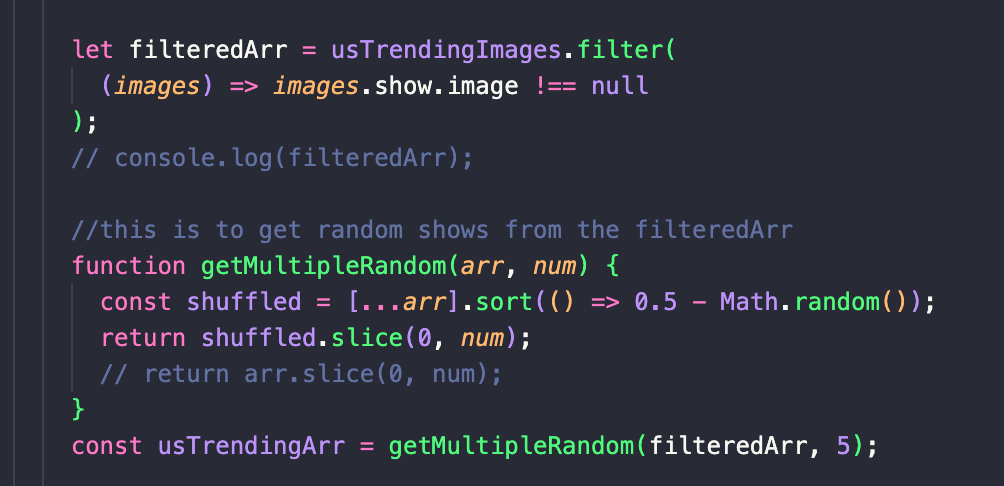 let filteredArr = usTrendingImages.filter(
  (images) => images.show.image !== null
);
// console.log(filteredArr);

//this is to get random shows from the filteredArr
function getMultipleRandom(arr, num) {
  const shuffled = [...arr].sort(() => 0.5 - Math.random());
  return shuffled.slice(0, num);
  // return arr.slice(0, num);
}
const usTrendingArr = getMultipleRandom(filteredArr, 5);